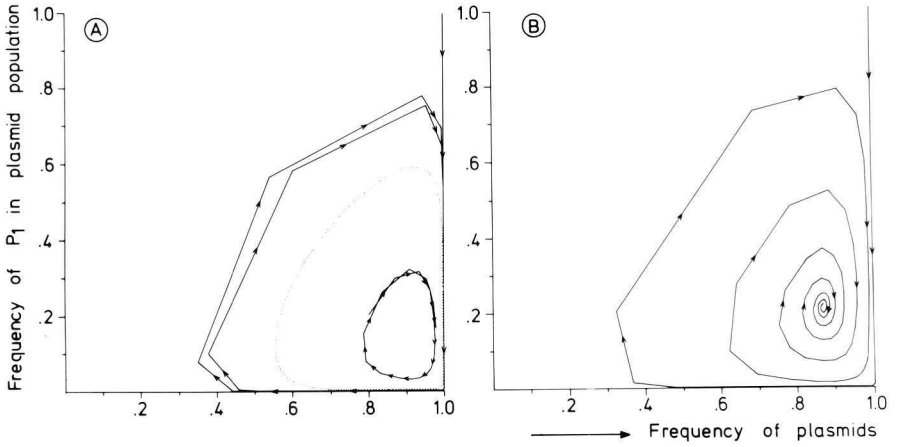 Frequency of P1 in plasmid population
A
1.0
.8
.6
.4
.2
.2 .4 .6 .8 1.0
B
1.0
.8
.6
.4
.2
.2 .4 .6 .8 1.0
Frequency of plasmids